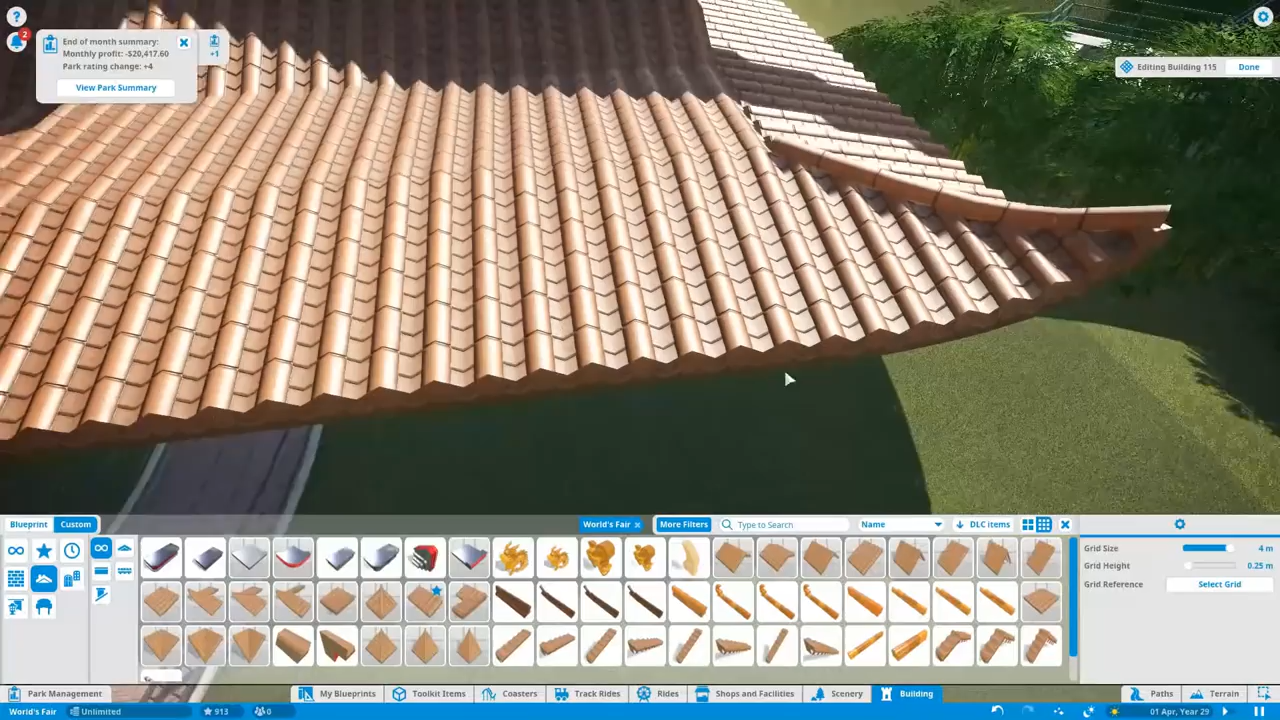 ?
2
End of month summary:
Monthly profit: -$20,417.60
Park rating change: +4
View Park Summary
+1
Editing Building 115
Done
Blueprint
Custom
World's Fair
More Filters
Type to Search
Name
DLC items
Grid Size
4 m
Grid Height
0.25 m
Grid Reference
Select Grid
Park Management
My Blueprints
Toolkit Items
Coasters
Track Rides
Rides
Shops and Facilities
Scenery
Building
Paths
Terrain
World's Fair
Unlimited
913
0
01 Apr, Year 29